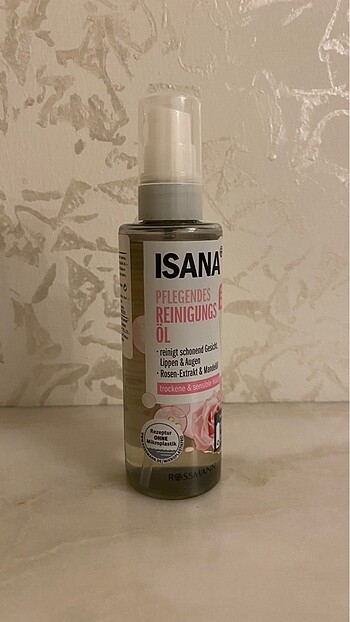 ISANA
PFLEGENDES
REINIGUNGS
ÖL
· reinigt schonend Gesicht,
Lippen & Augen
· Rosen-Extrakt & Mandelöl
trockene & sensible
Rezeptur
OHNE
Mikroplastik
ROSSMANN